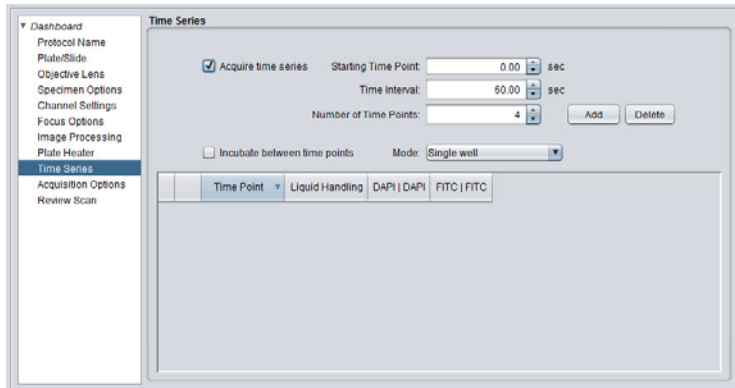 Dashboard
Protocol Name
Plate/Slide
Objective Lens
Specimen Options
Channel Settings
Focus Options
Image Processing
Plate Heater
Time Series
Acquisition Options
Review Scan
Time Series
Acquire time series Starting Time Point: 0.00 sec
Time Interval: 60.00 sec
Number of Time Points: 4 Add Delete
Incubate between time points Mode: Single well
Time Point Liquid Handling DAPI | DAPI FITC | FITC